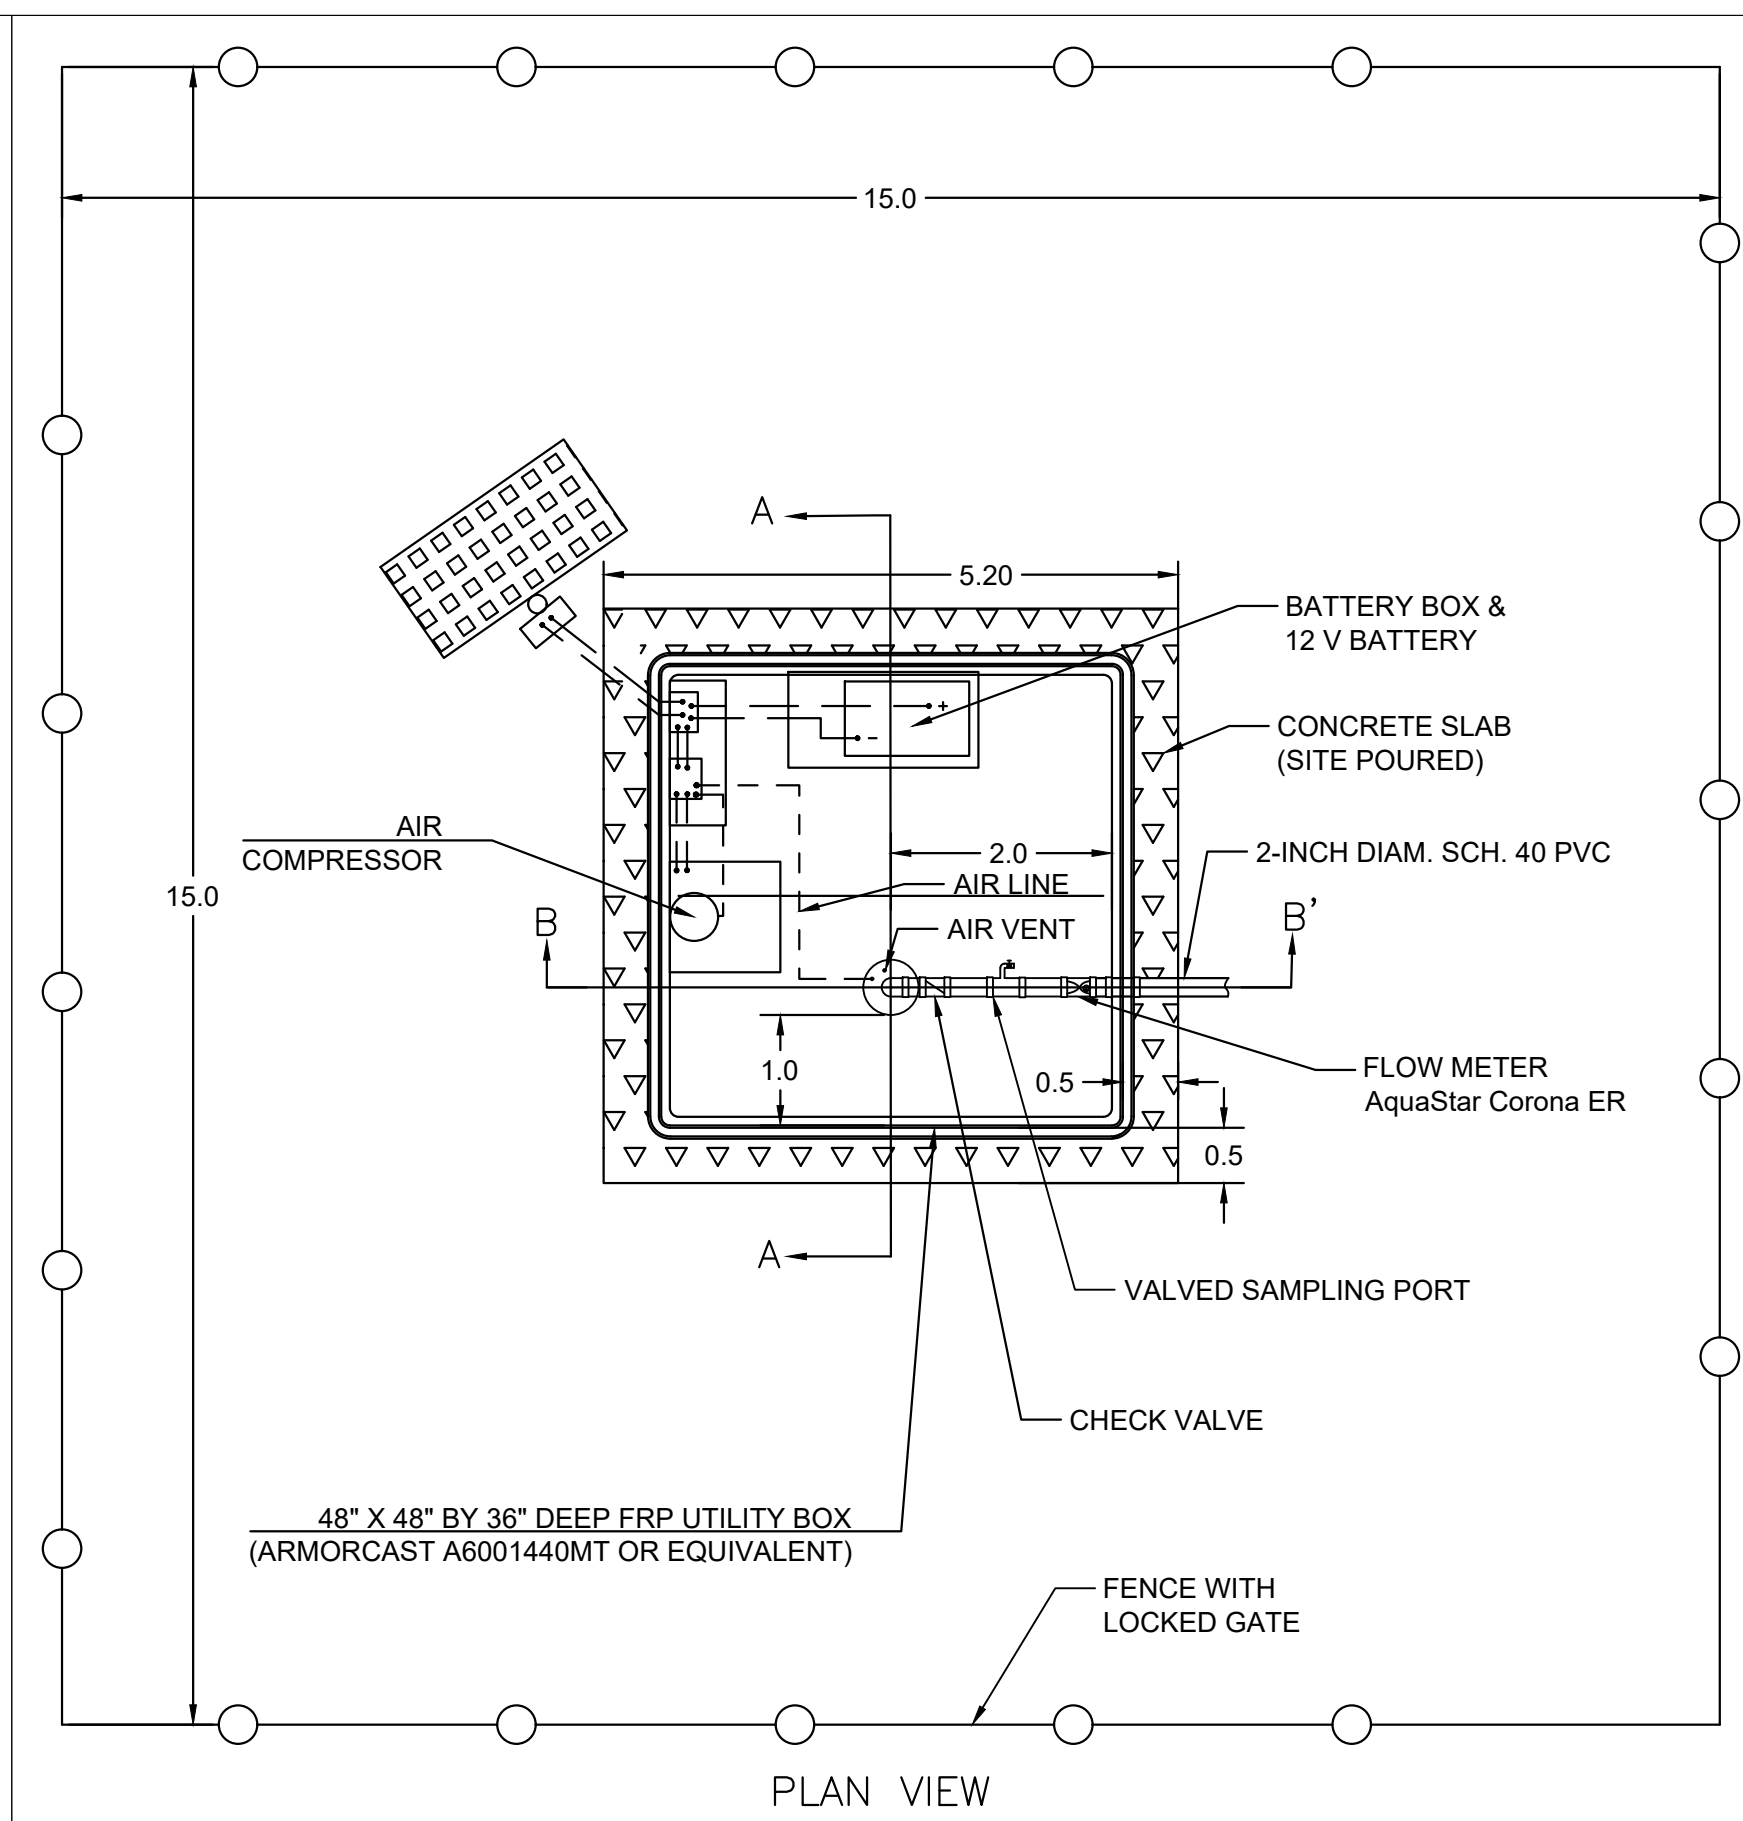 15.0
A
5.20
BATTERY BOX &
12 V BATTERY
+
-
CONCRETE SLAB
(SITE POURED)
AIR
COMPRESSOR
2.0
2-INCH DIAM. SCH. 40 PVC
AIR LINE
15.0
B
AIR VENT
B'
1.0
0.5
FLOW METER
AquaStar Corona ER
0.5
A
VALVED SAMPLING PORT
CHECK VALVE
48" X 48" BY 36" DEEP FRP UTILITY BOX
(ARMORCAST A6001440MT OR EQUIVALENT)
FENCE WITH
LOCKED GATE
PLAN VIEW